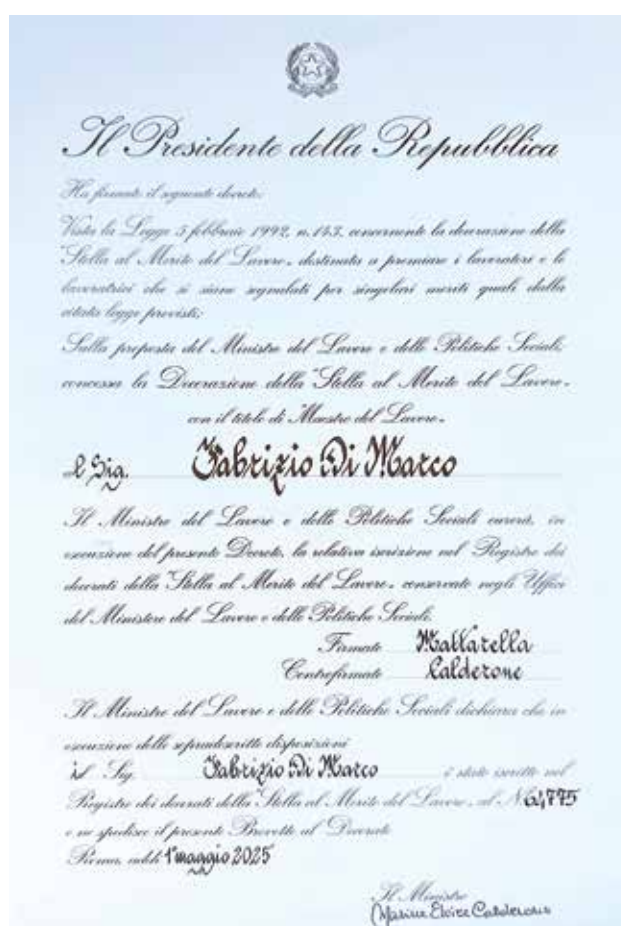 Il Presidente della Repubblica
Ha firmato il seguente decreto:
Vista la Legge 5 febbraio 1992, n. 143, concernente la decorazione della
"Stella al Merito del Lavoro" destinata a premiare i lavoratori e le
lavoratrici che si siano segnalati per singolari meriti quali dalla
citata legge previsti;
Sulla proposta del Ministro del Lavoro e delle Politiche Sociali;
concessa la Decorazione della "Stella al Merito del Lavoro"
con il titolo di "Maestro del Lavoro"
al Sig. Fabrizio Di Marco
Il Ministro del Lavoro e delle Politiche Sociali curerà, in
esecuzione del presente Decreto, la relativa iscrizione nel Registro dei
decorati della "Stella al Merito del Lavoro" conservato negli Uffici
del Ministero del Lavoro e delle Politiche Sociali.
Firmato Mattarella
Controfirmato Calderone
Il Ministro del Lavoro e delle Politiche Sociali dichiara che in
esecuzione delle sopradescritte disposizioni
il Sig. Fabrizio Di Marco è stato iscritto nel
Registro dei decorati della "Stella al Merito del Lavoro" al N.
e ne spedisce il presente Brevetto al Decorato
Roma, addì 1° maggio 2025
Il Ministro
Marina Elvira Calderone